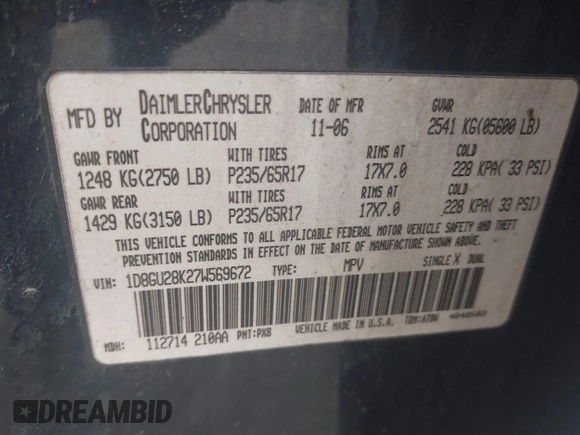 MFD BY DAIMLERCHRYSLER CORPORATION
DATE OF MFR 11-06
GVWR 2541 KG(05600 LB)
GAWR FRONT WITH TIRES RIMS AT COLD
1248 KG(2750 LB) P235/65R17 17X7.0 228 KPA( 33 PSI)
GAWR REAR WITH TIRES RIMS AT COLD
1429 KG(3150 LB) P235/65R17 17X7.0 228 KPA( 33 PSI)
THIS VEHICLE CONFORMS TO ALL APPLICABLE FEDERAL MOTOR VEHICLE SAFETY AND THEFT
PREVENTION STANDARDS IN EFFECT ON THE DATE OF MANUFACTURE SHOWN ABOVE.
VIN: 1D8GU28K27W569672 TYPE: MPV SINGLE X DUAL
MDH: 112714 210AA PNT:PX8 MADE IN U.S.A.
DREAMBID